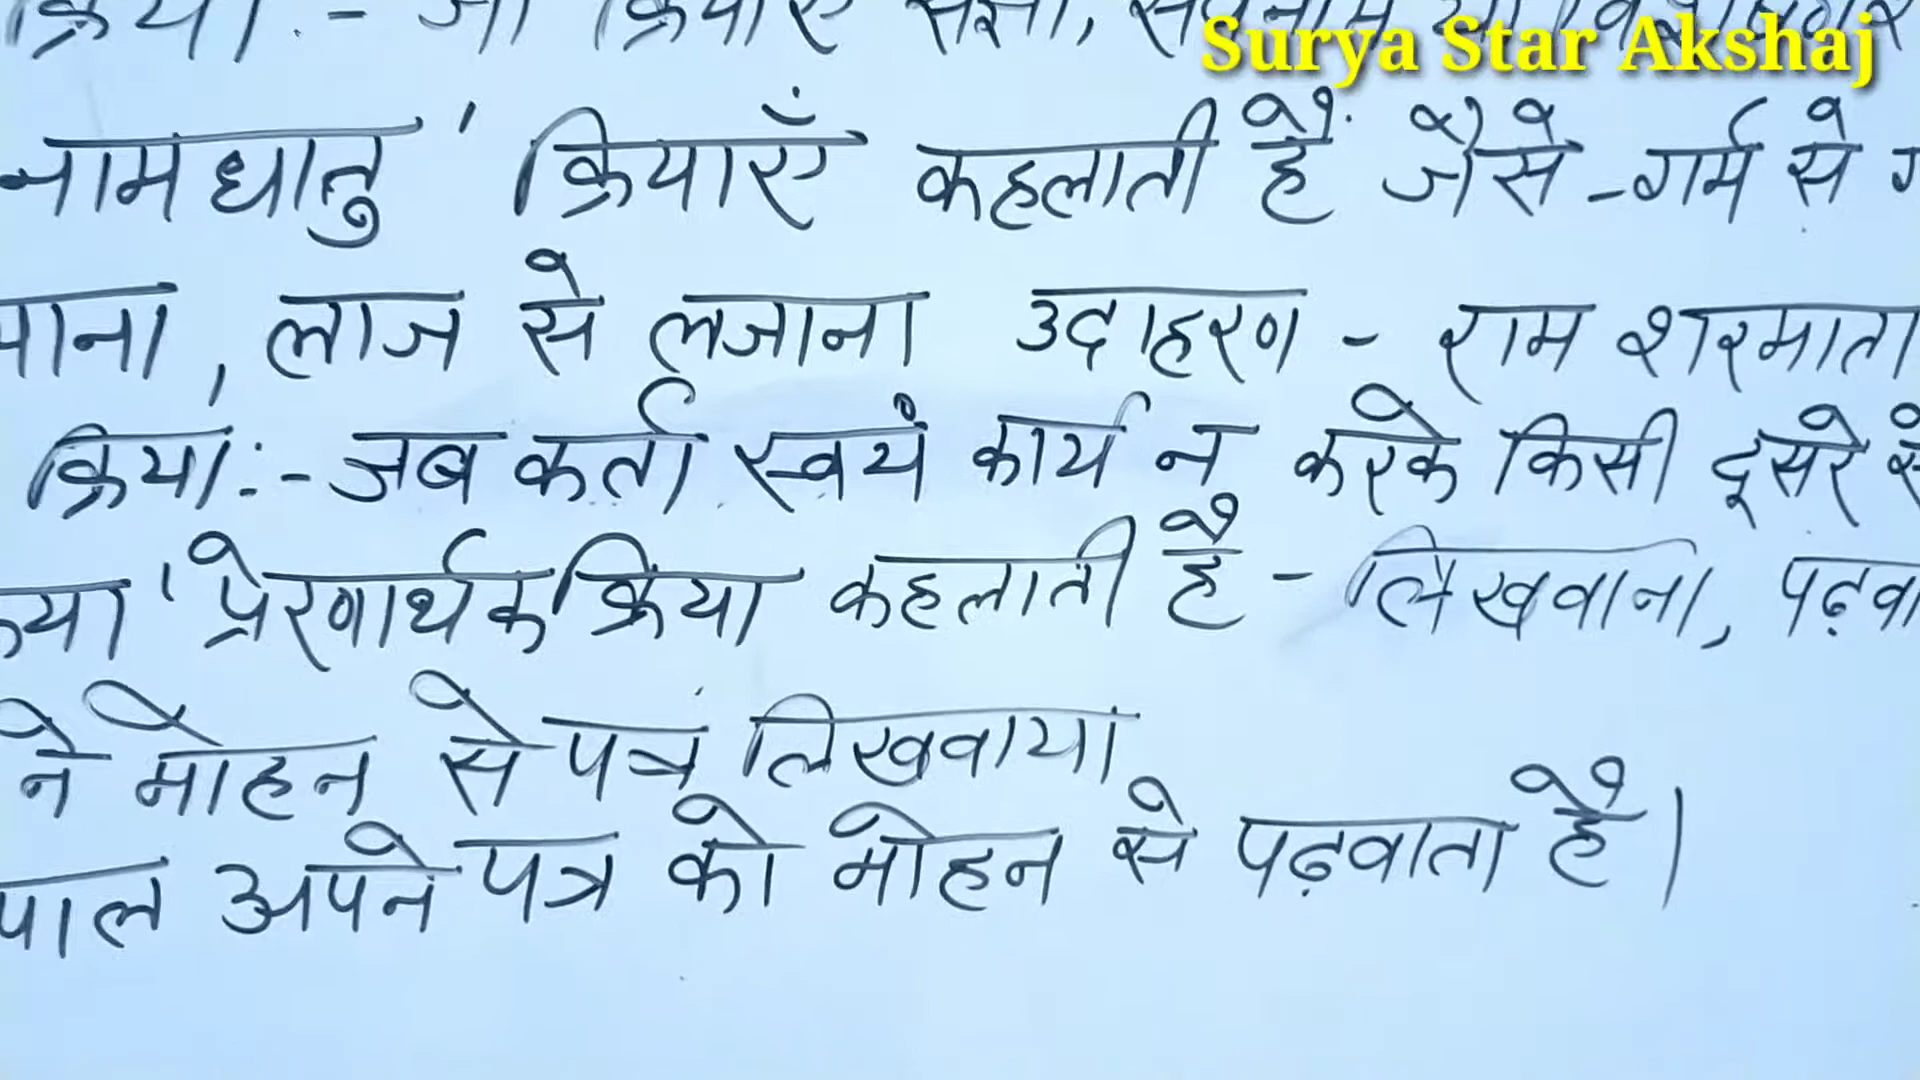 क्रिया :- जो क्रियाएँ संज्ञा,
Surya Star Akshaj
नामधातु' क्रियाएँ कहलाती हैं जैसे - गर्म से
लाज से लजाना उदाहरण - राम शरमाता
क्रिया :- जब कर्ता स्वयं कार्य न करके किसी दूसरे से
'प्रेरणार्थक क्रिया कहलाती है - लिखवाना, पढ़वा
ने मोहन से पत्र लिखवाया
पाल अपने पत्र को मोहन से पढ़वाता है।